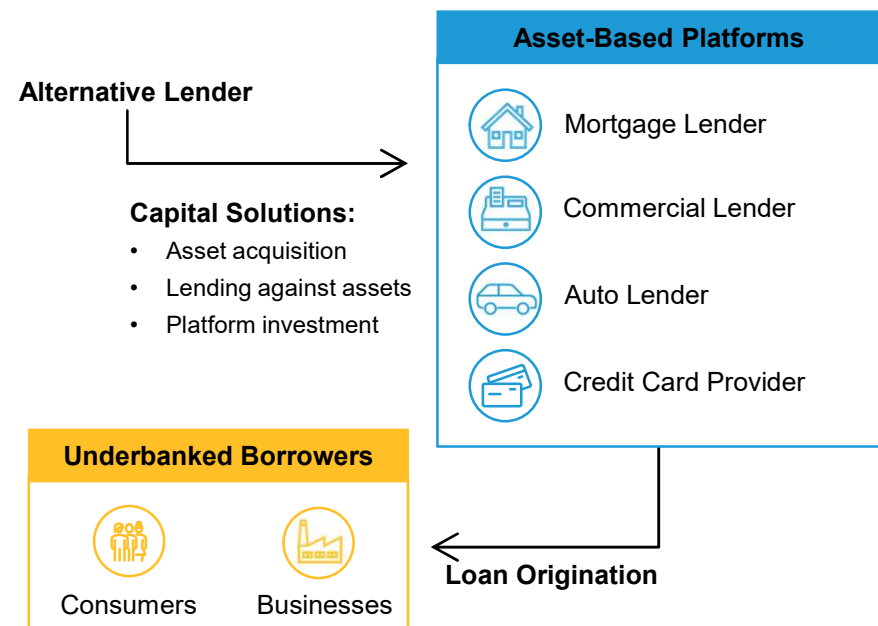 Asset-Based Platforms
Alternative Lender
Mortgage Lender
Commercial Lender
Auto Lender
Credit Card Provider
Capital Solutions:
• Asset acquisition
• Lending against assets
• Platform investment
Underbanked Borrowers
Consumers
Businesses
Loan Origination